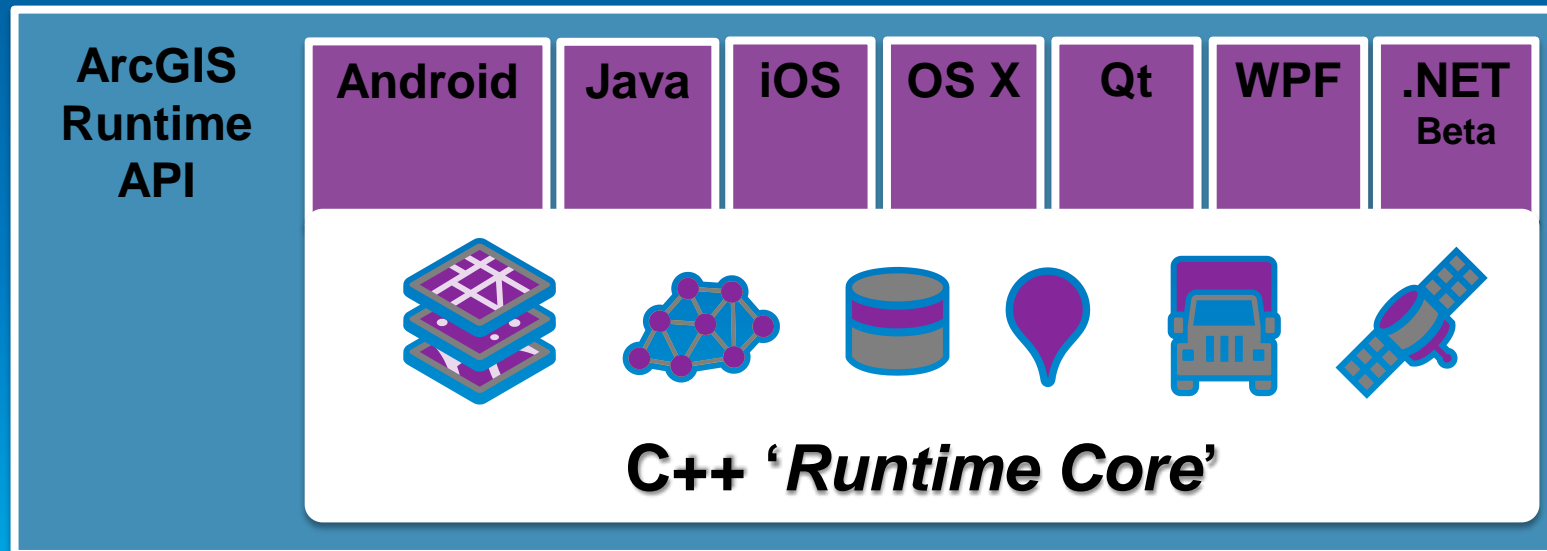 ArcGIS
Runtime
API
Android
Java
iOS
OS X
Qt
WPF
.NET
Beta
C++ ‘Runtime Core’